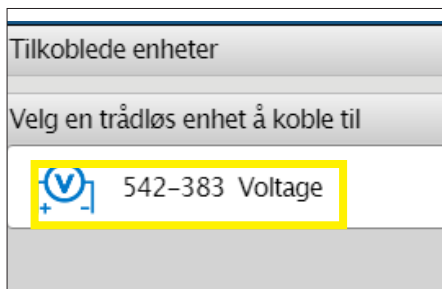 Tilkoblede enheter
Velg en trådløs enhet å koble til
V
+ -
542-383 Voltage